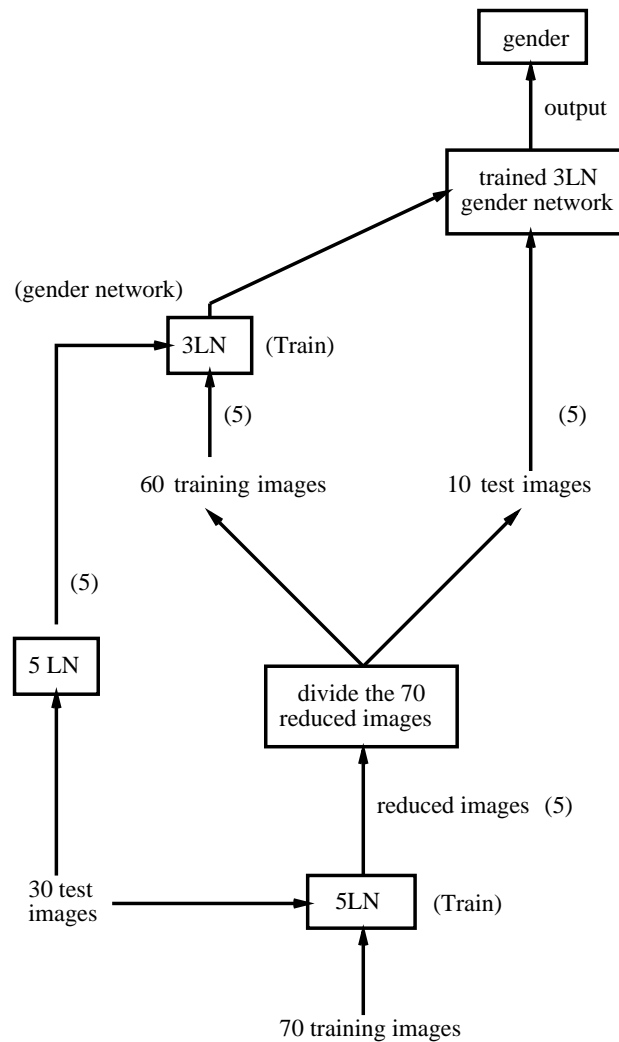 gender
output
trained 3LN
gender network
(gender network)
3LN
(Train)
(5)
(5)
60 training images
10 test images
(5)
5 LN
divide the 70
reduced images
reduced images (5)
30 test
images
5LN
(Train)
70 training images